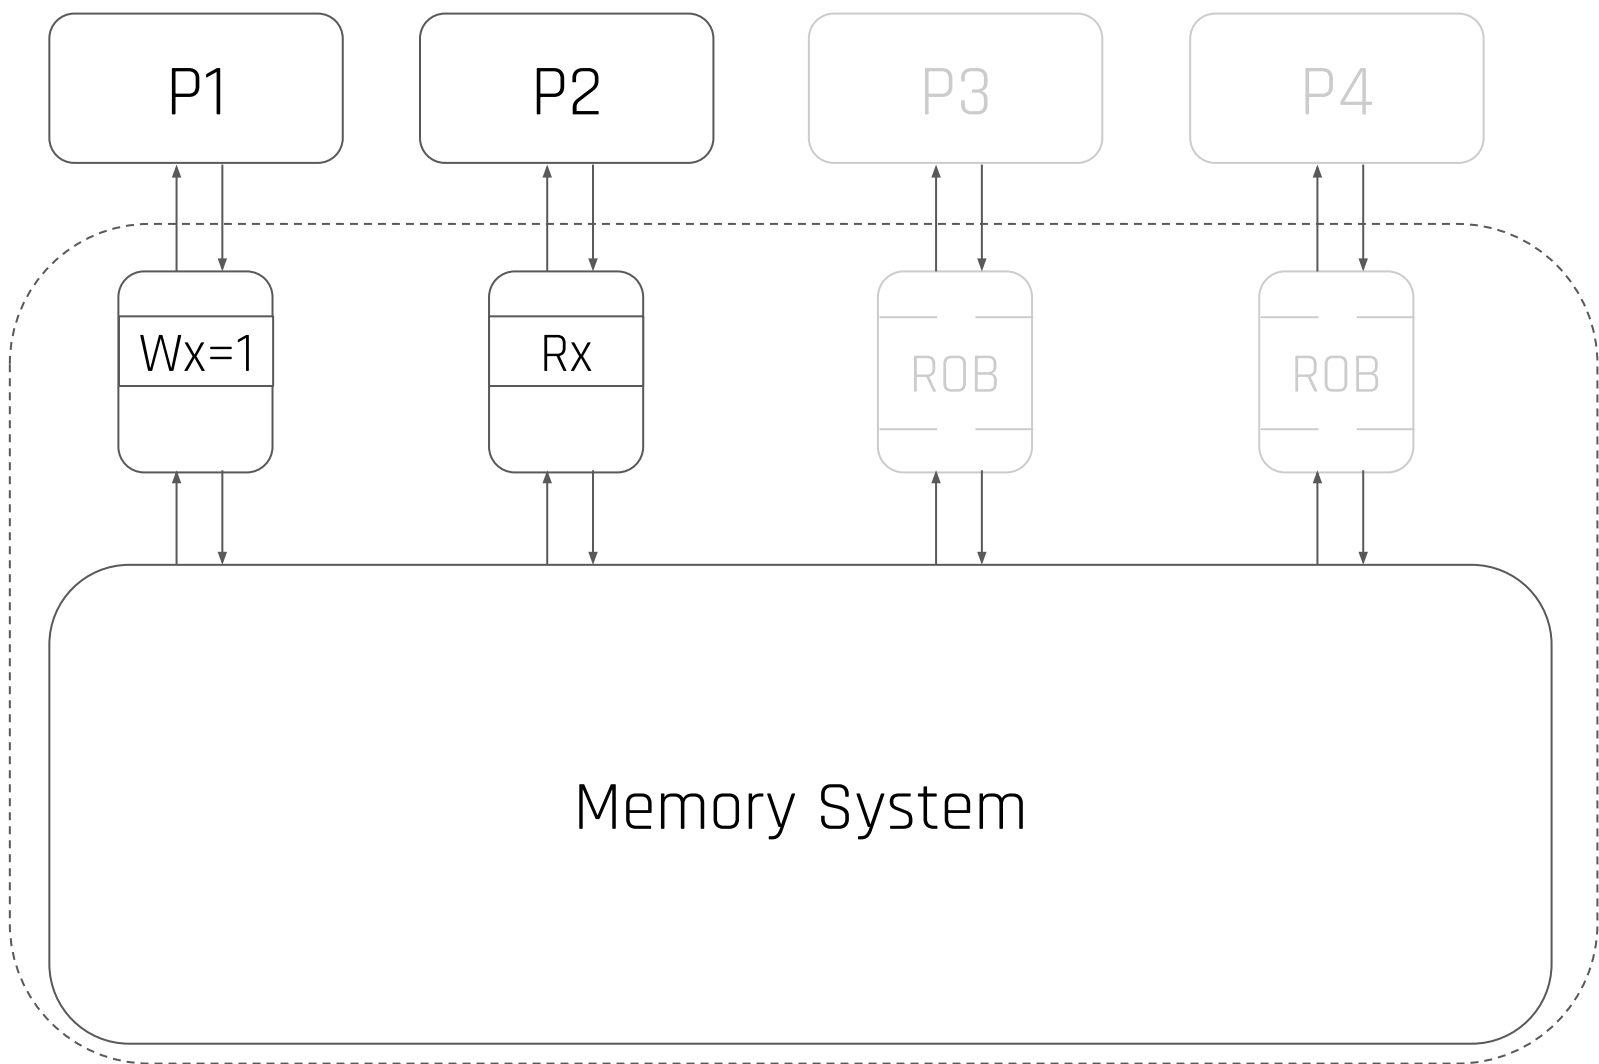 P1
P2
P3
P4
Wx=1
Rx
ROB
ROB
Memory System